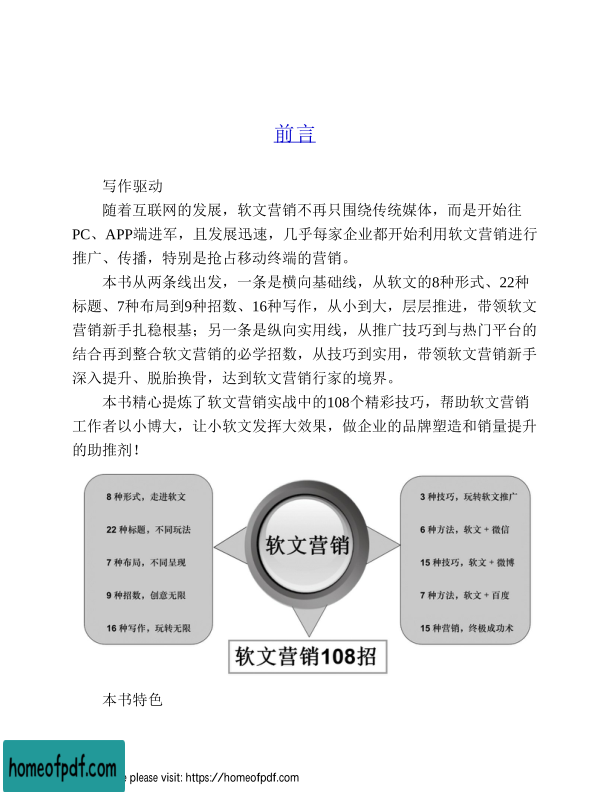 前言
写作驱动
随着互联网的发展，软文营销不再只围绕传统媒体，而是开始往
PC、APP端进军，且发展迅速，几乎每家企业都开始利用软文营销进行
推广、传播，特别是抢占移动终端的营销。
本书从两条线出发，一条是横向基础线，从软文的8种形式、22种
标题、7种布局到9种招数、16种写作，从小到大，层层推进，带领软文
营销新手扎稳根基；另一条是纵向实用线，从推广技巧到与热门平台的
结合再到整合软文营销的必学招数，从技巧到实用，带领软文营销新手
深入提升、脱胎换骨，达到软文营销行家的境界。
本书精心提炼了软文营销实战中的108个精彩技巧，帮助软文营销
工作者以小博大，让小软文发挥大效果，做企业的品牌塑造和销量提升
的助推剂！
8 种形式，走进软文
22 种标题，不同玩法
7 种布局，不同呈现
9 种招数，创意无限
16 种写作，玩转无限
软文营销
软文营销108招
3 种技巧，玩转软文推广
6 种方法，软文 + 微信
15 种技巧，软文 + 微博
7 种方法，软文 + 百度
15 种营销，终极成功术
本书特色
homeofpdf.com
e please visit: https://homeofpdf.com